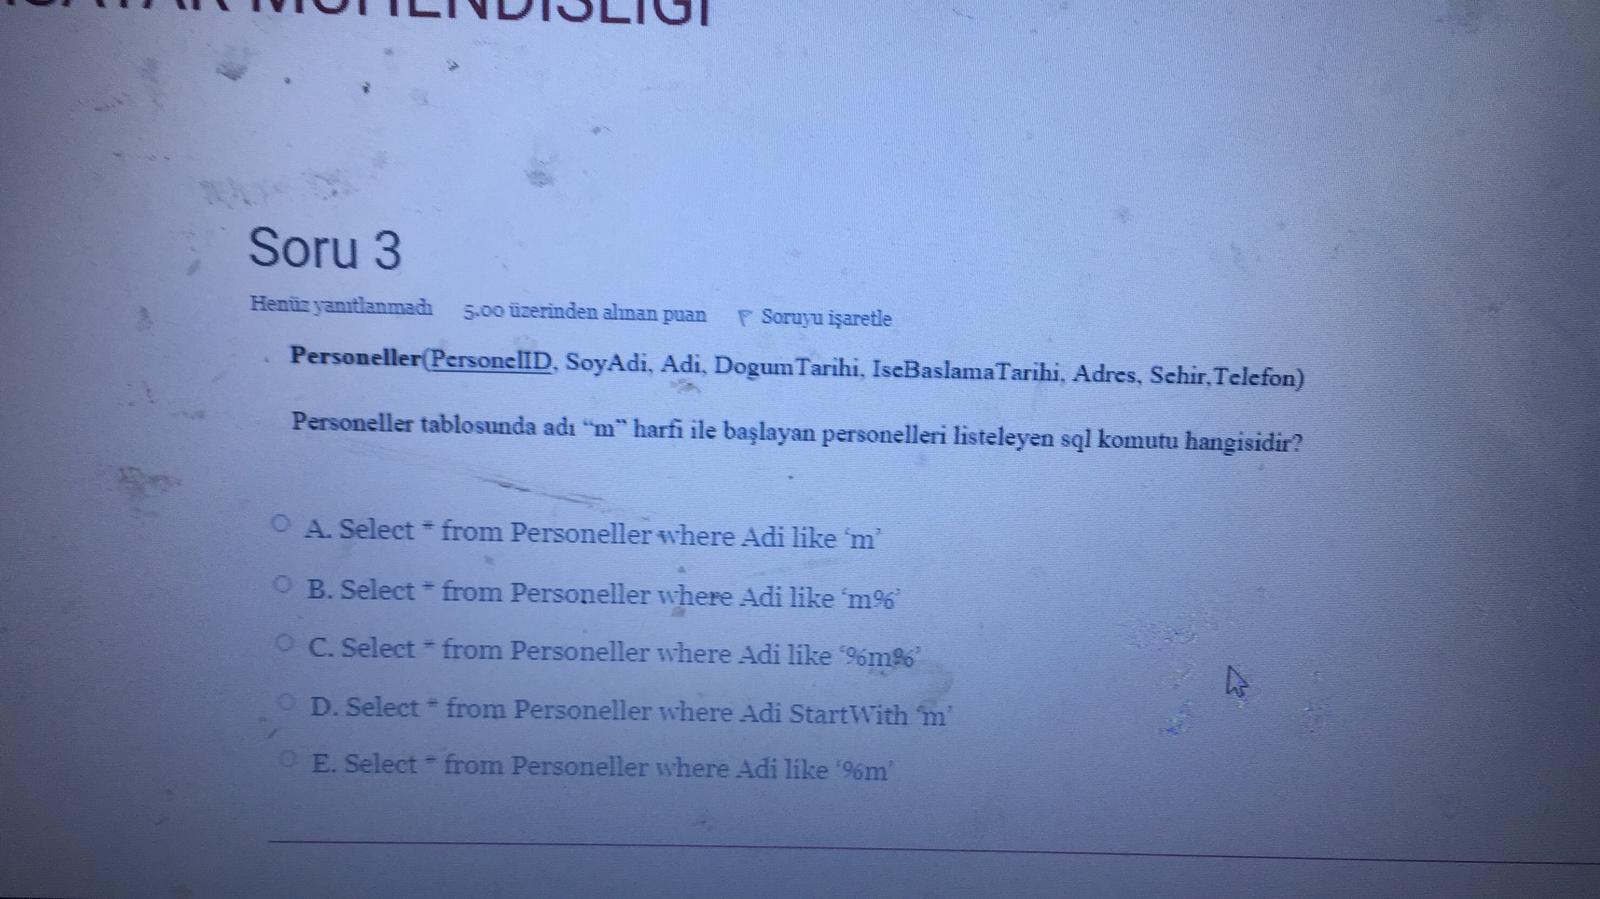 MÜHENDİSLİĞİ
Soru 3
Henüz yanıtlanmadı 5,00 üzerinden alınan puan Soruyu işaretle
Personeller(PersonelID, SoyAdi, Adi, DogumTarihi, IseBaslamaTarihi, Adres, Sehir,Telefon)
Personeller tablosunda adı “m” harfi ile başlayan personelleri listeleyen sql komutu hangisidir?
A. Select * from Personeller where Adi like ‘m’
B. Select * from Personeller where Adi like ‘m%’
C. Select * from Personeller where Adi like ‘%m%’
D. Select * from Personeller where Adi StartWith ‘m’
E. Select * from Personeller where Adi like ‘%m’